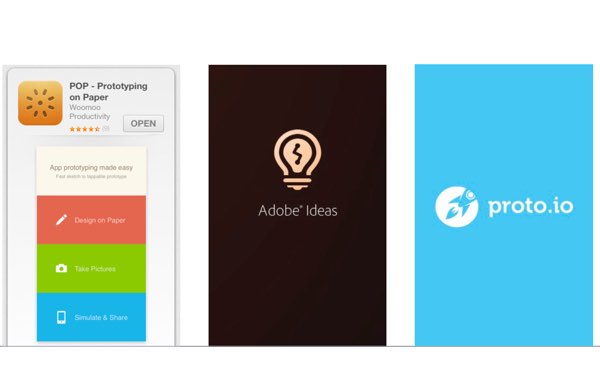 POP - Prototyping
on Paper
Woomoo
Productivity
(9)
OPEN
App prototyping made easy
Fast sketch to tappable prototype
Design on Paper
Take Pictures
Simulate & Share
Adobe® Ideas
proto.io